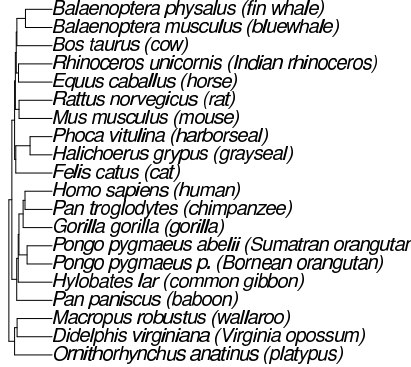 Balaenoptera physalus (fin whale)
Balaenoptera musculus (bluewhale)
Bos taurus (cow)
Rhinoceros unicornis (Indian rhinoceros)
Equus caballus (horse)
Rattus norvegicus (rat)
Mus musculus (mouse)
Phoca vitulina (harborseal)
Halichoerus grypus (grayseal)
Felis catus (cat)
Homo sapiens (human)
Pan troglodytes (chimpanzee)
Gorilla gorilla (gorilla)
Pongo pygmaeus abelii (Sumatran orangutan
Pongo pygmaeus p. (Bornean orangutan)
Hylobates lar (common gibbon)
Pan paniscus (baboon)
Macropus robustus (wallaroo)
Didelphis virginiana (Virginia opossum)
Ornithorhynchus anatinus (platypus)